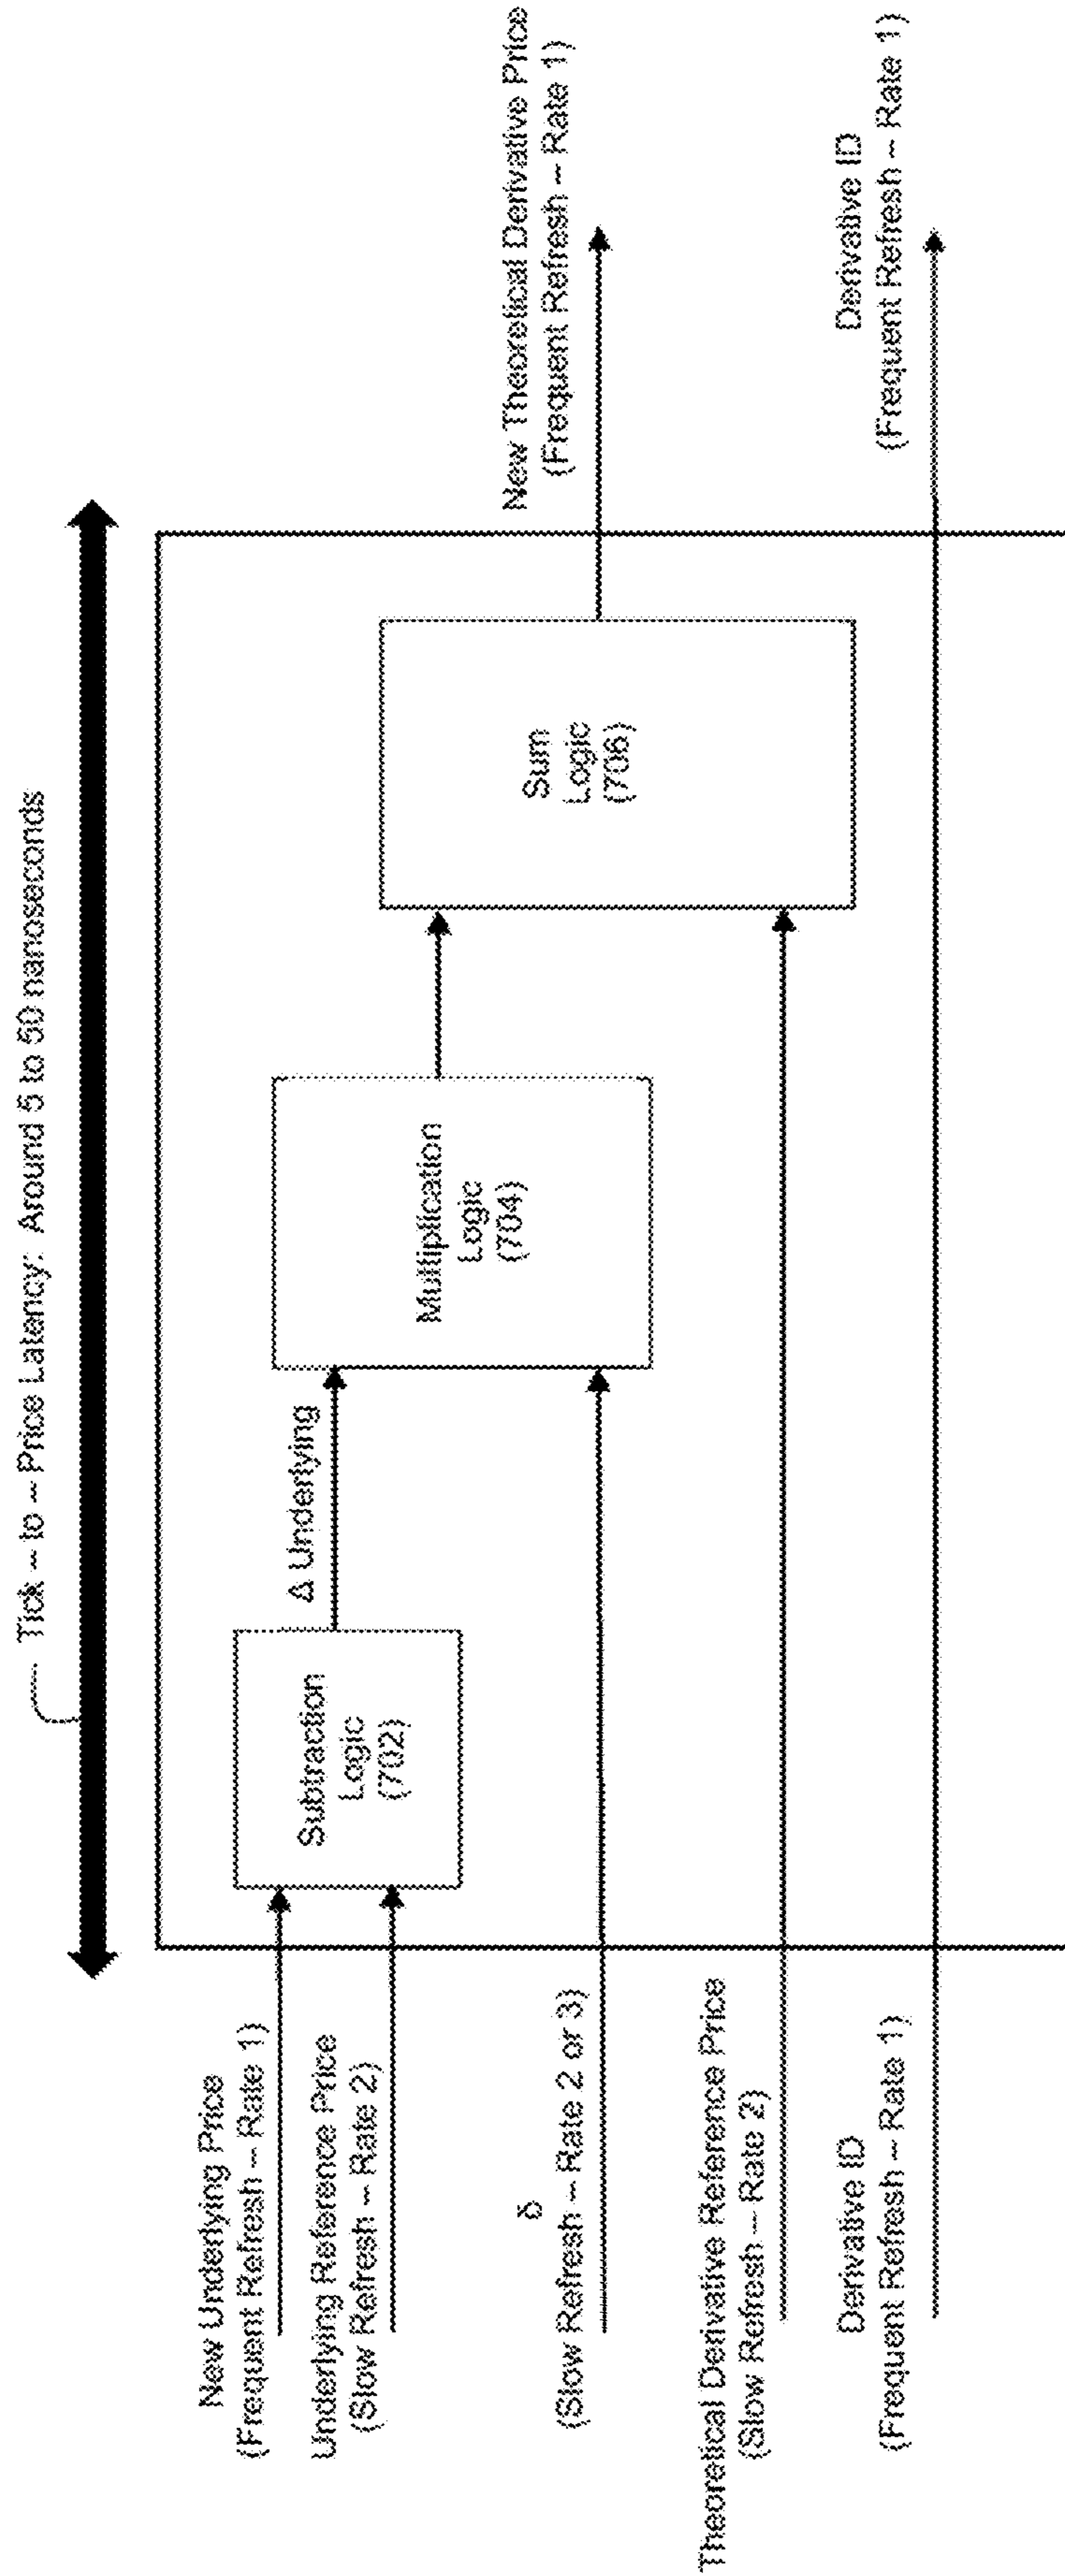 Tick -- to -- Price Latency: Around 5 to 50 nanoseconds
New Underlying Price
(Frequent Refresh -- Rate 1)
Underlying Reference Price
(Slow Refresh -- Rate 2)
δ
(Slow Refresh -- Rate 2 or 3)
Theoretical Derivative Reference Price
(Slow Refresh -- Rate 2)
Derivative ID
(Frequent Refresh -- Rate 1)
Subtraction
Logic
(702)
Δ Underlying
Multiplication
Logic
(704)
Sum
Logic
(706)
New Theoretical Derivative Price
(Frequent Refresh -- Rate 1)
Derivative ID
(Frequent Refresh -- Rate 1)